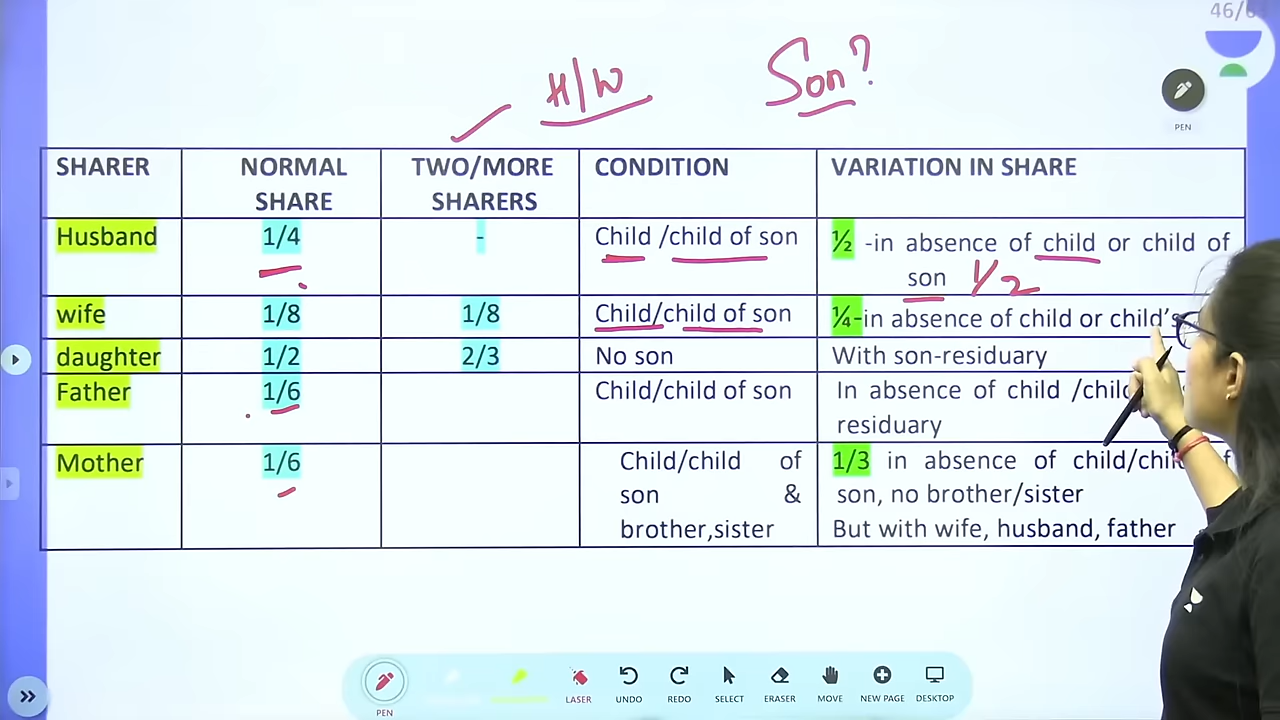 46/6
H/W Son?
PEN
SHARER NORMAL SHARE TWO/MORE SHARERS CONDITION VARIATION IN SHARE
Husband 1/4 - Child /child of son ½ -in absence of child or child of
son 1/2
wife 1/8 1/8 Child/child of son ¼-in absence of child or child's
daughter 1/2 2/3 No son With son-residuary
Father 1/6 Child/child of son In absence of child /child
residuary
Mother 1/6 Child/child of son & brother,sister 1/3 in absence of child/child of
son, no brother/sister
But with wife, husband, father
PEN LASER UNDO REDO SELECT ERASER MOVE NEW PAGE DESKTOP